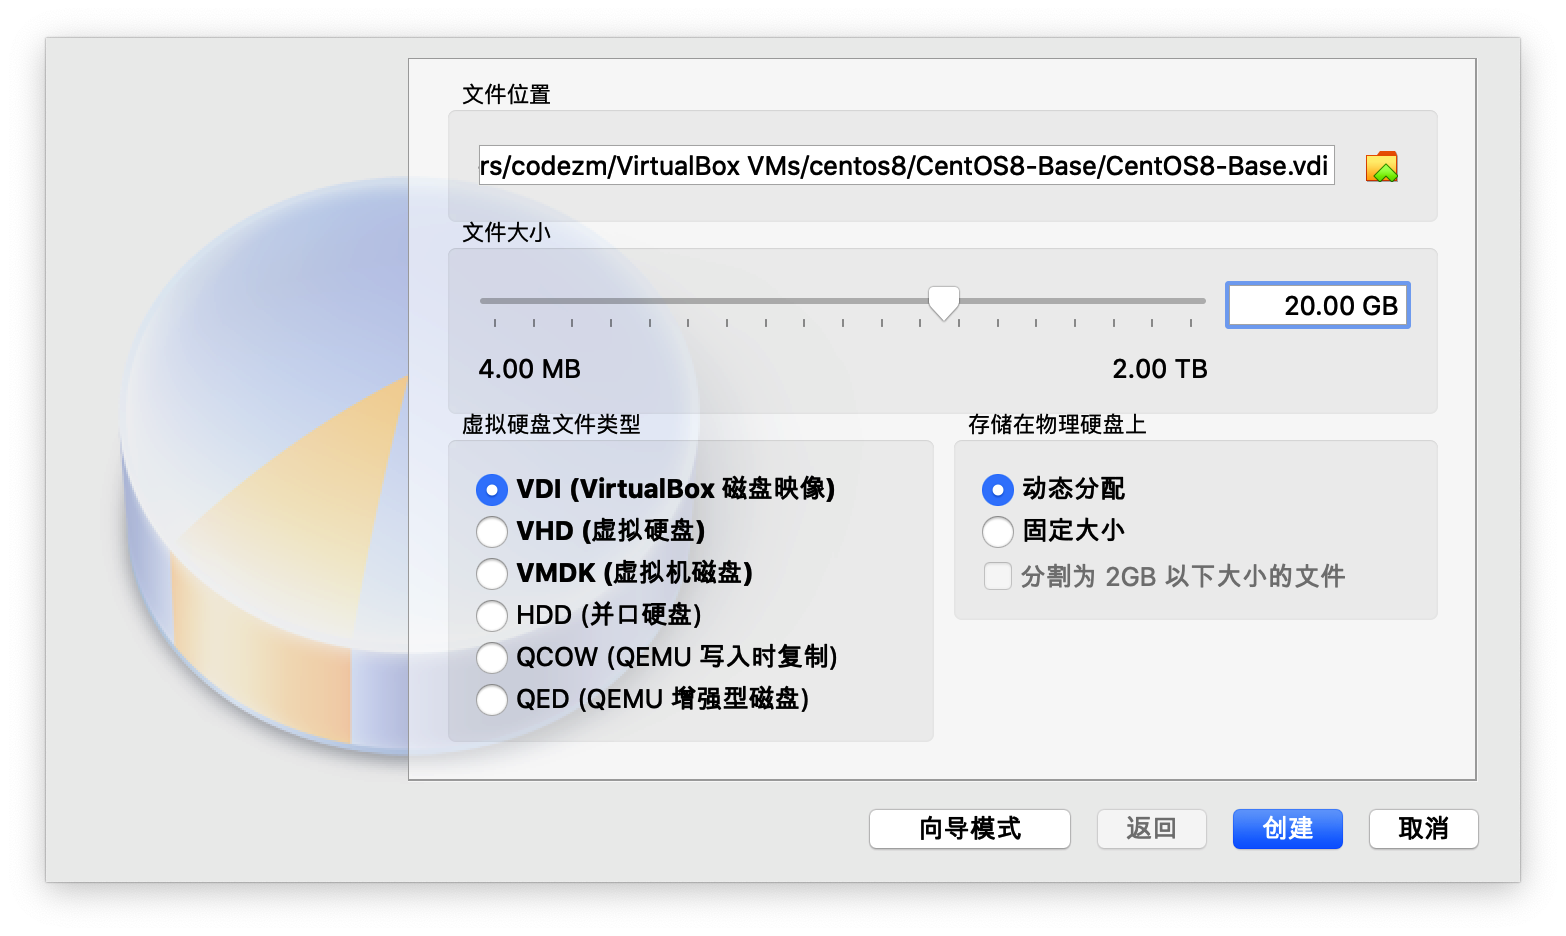 文件位置
rs/codezm/VirtualBox VMs/centos8/CentOS8-Base/CentOS8-Base.vdi
文件大小
20.00 GB
4.00 MB
2.00 TB
虚拟硬盘文件类型
VDI (VirtualBox 磁盘映像)
VHD (虚拟硬盘)
VMDK (虚拟机磁盘)
HDD (并口硬盘)
QCOW (QEMU 写入时复制)
QED (QEMU 增强型磁盘)
存储在物理硬盘上
动态分配
固定大小
分割为 2GB 以下大小的文件
向导模式
返回
创建
取消